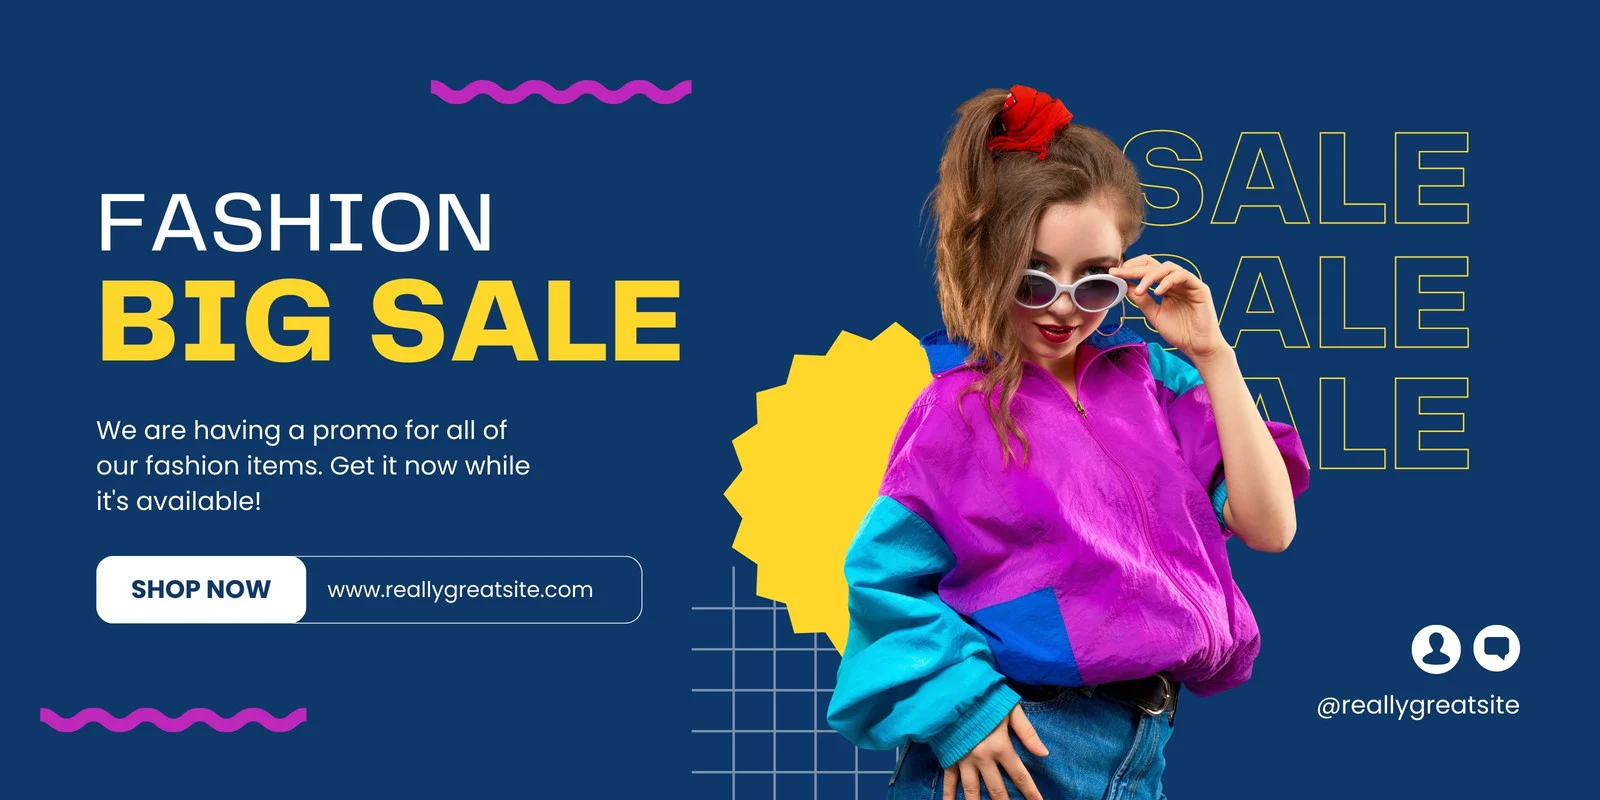 FASHION
BIG SALE
We are having a promo for all of
our fashion items. Get it now while
it's available!
SHOP NOW
www.reallygreatsite.com
SALE
SALE
ALE
@reallygreatsite